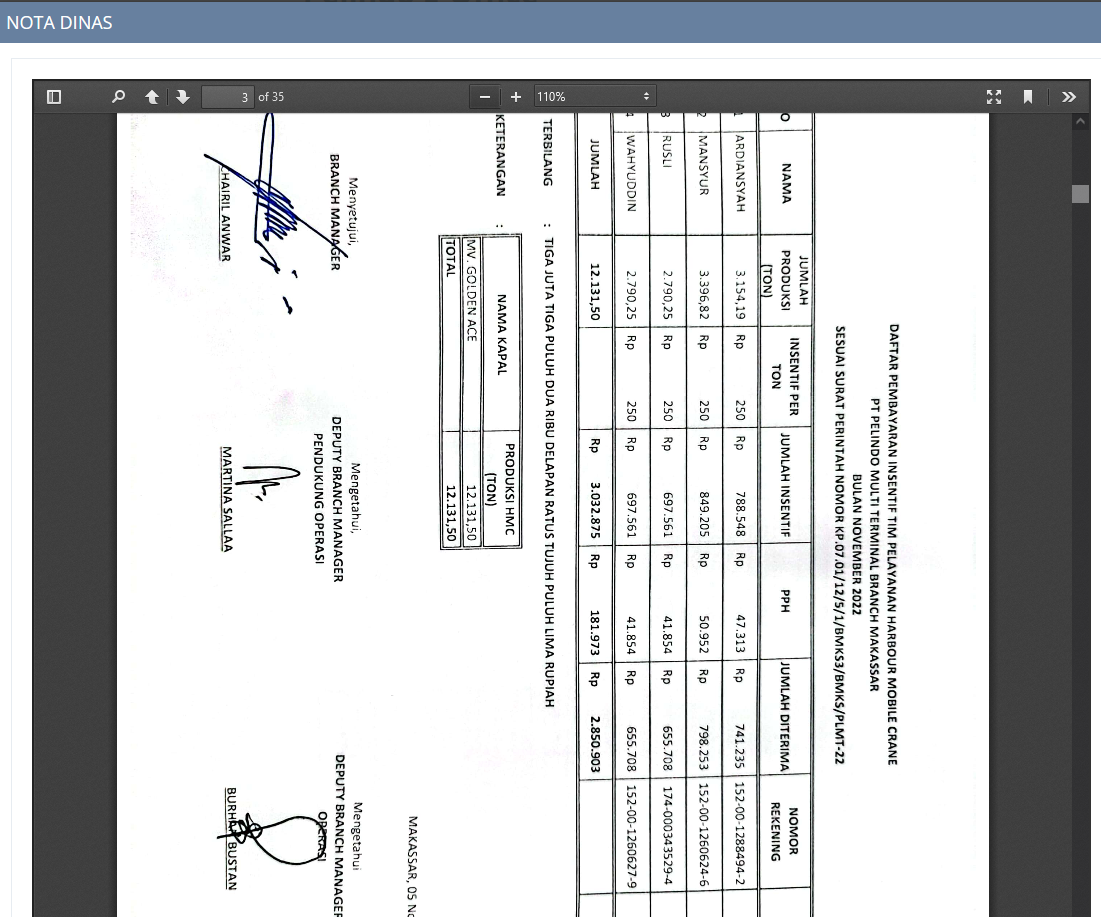 NOTA DINAS
3 of 35
110%
DAFTAR PEMBAYARAN INSENTIF TIM PELAYANAN HARBOUR MOBILE CRANE
PT PELINDO MULTI TERMINAL BRANCH MAKASSAR
BULAN NOVEMBER 2022
SESUAI SURAT PERINTAH NOMOR KP.07.01/12/5/1/BMKS3/BMKS/PLMT-22
O NAMA JUMLAH PRODUKSI (TON) INSENTIF PER TON JUMLAH INSENTIF PPH JUMLAH DITERIMA NOMOR REKENING
1 ARDIANSYAH 3.154,19 Rp 250 Rp 788.548 Rp 47.313 Rp 741.235 152-00-1288494-2
2 MANSYUR 3.396,82 Rp 250 Rp 849.205 Rp 50.952 Rp 798.253 152-00-1260624-6
3 RUSLI 2.790,25 Rp 250 Rp 697.561 Rp 41.854 Rp 655.708 174-000343529-4
4 WAHYUDDIN 2.790,25 Rp 250 Rp 697.561 Rp 41.854 Rp 655.708 152-00-1260627-9
JUMLAH 12.131,50 Rp 3.032.875 Rp 181.973 Rp 2.850.903
TERBILANG : TIGA JUTA TIGA PULUH DUA RIBU DELAPAN RATUS TUJUH PULUH LIMA RUPIAH
KETERANGAN :
NAMA KAPAL PRODUKSI HMC (TON)
MV. GOLDEN ACE 12.131,50
TOTAL 12.131,50
MAKASSAR, 05
Menyetujui,
BRANCH MANAGER
CHAIRIL ANWAR
Mengetahui,
DEPUTY BRANCH MANAGER
PENDUKUNG OPERASI
MARTINA SALLAA
Mengetahui
DEPUTY BRANCH MANAGER
OPERASI
BURHAN BUSTAN